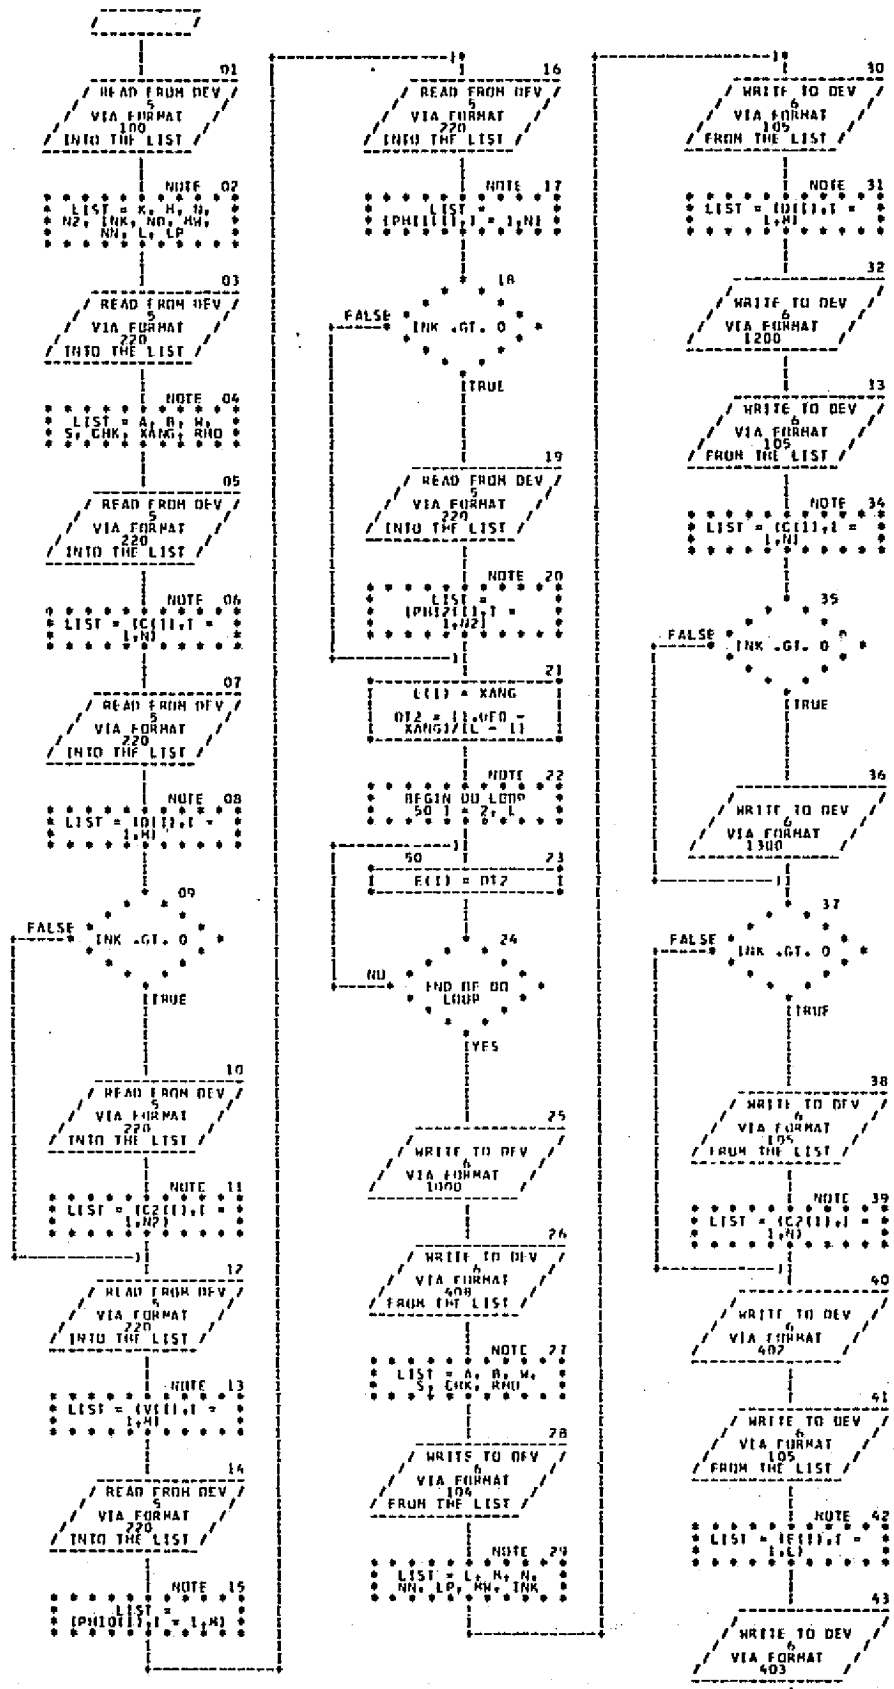 01
READ FROM DEV
5
VIA FORMAT
100
INTO THE LIST
NOTE 02
LIST = K, M, N,
N2, INK, NO, MW,
NN, L, LP
03
READ FROM DEV
5
VIA FORMAT
220
INTO THE LIST
NOTE 04
LIST = A, B, W,
S, CHK, XANG, RHO
05
READ FROM DEV
5
VIA FORMAT
220
INTO THE LIST
NOTE 06
LIST = (C(I),I =
1,N)
07
READ FROM DEV
5
VIA FORMAT
220
INTO THE LIST
NOTE 08
LIST = (D(I),I =
1,M)
09
FALSE
INK .GT. 0
TRUE
10
READ FROM DEV
5
VIA FORMAT
220
INTO THE LIST
NOTE 11
LIST = (C2(I),I =
1,N2)
12
READ FROM DEV
5
VIA FORMAT
220
INTO THE LIST
NOTE 13
LIST = (V(I),I =
1,M)
14
READ FROM DEV
5
VIA FORMAT
220
INTO THE LIST
NOTE 15
LIST =
(PHIO(I),I = 1,M)
16
READ FROM DEV
5
VIA FORMAT
220
INTO THE LIST
NOTE 17
LIST =
(PHI1(I),I = 1,N)
18
FALSE
INK .GT. 0
TRUE
19
READ FROM DEV
5
VIA FORMAT
220
INTO THE LIST
NOTE 20
LIST =
(PHI2(I),I =
1,N2)
21
E(1) = XANG
DT2 = (1.0E0 -
XANG)/(L - 1)
NOTE 22
BEGIN DO LOOP
50 I = 2, L
50 23
E(I) = DT2
24
NO
END OF DO
LOOP
YES
25
WRITE TO DEV
6
VIA FORMAT
1000
26
WRITE TO DEV
6
VIA FORMAT
408
FROM THE LIST
NOTE 27
LIST = A, B, W,
S, CHK, RHO
28
WRITE TO DEV
6
VIA FORMAT
104
FROM THE LIST
NOTE 29
LIST = L, M, N,
NN, LP, MW, INK
30
WRITE TO DEV
6
VIA FORMAT
105
FROM THE LIST
NOTE 31
LIST = (D(I),I =
1,M)
32
WRITE TO DEV
6
VIA FORMAT
1200
33
WRITE TO DEV
6
VIA FORMAT
105
FROM THE LIST
NOTE 34
LIST = (C(I),I =
1,N)
35
FALSE
INK .GT. 0
TRUE
36
WRITE TO DEV
6
VIA FORMAT
1300
37
FALSE
INK .GT. 0
TRUE
38
WRITE TO DEV
6
VIA FORMAT
105
FROM THE LIST
NOTE 39
LIST = (C2(I),I =
1,N)
40
WRITE TO DEV
6
VIA FORMAT
402
41
WRITE TO DEV
6
VIA FORMAT
105
FROM THE LIST
NOTE 42
LIST = (E(I),I =
1,L)
43
WRITE TO DEV
6
VIA FORMAT
403